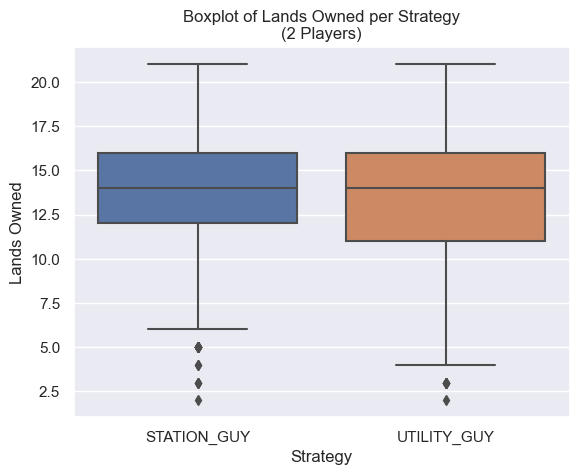 Boxplot of Lands Owned per Strategy
(2 Players)
20.0
17.5
15.0
12.5
10.0
7.5
5.0
2.5
Lands Owned
STATION_GUY
UTILITY_GUY
Strategy